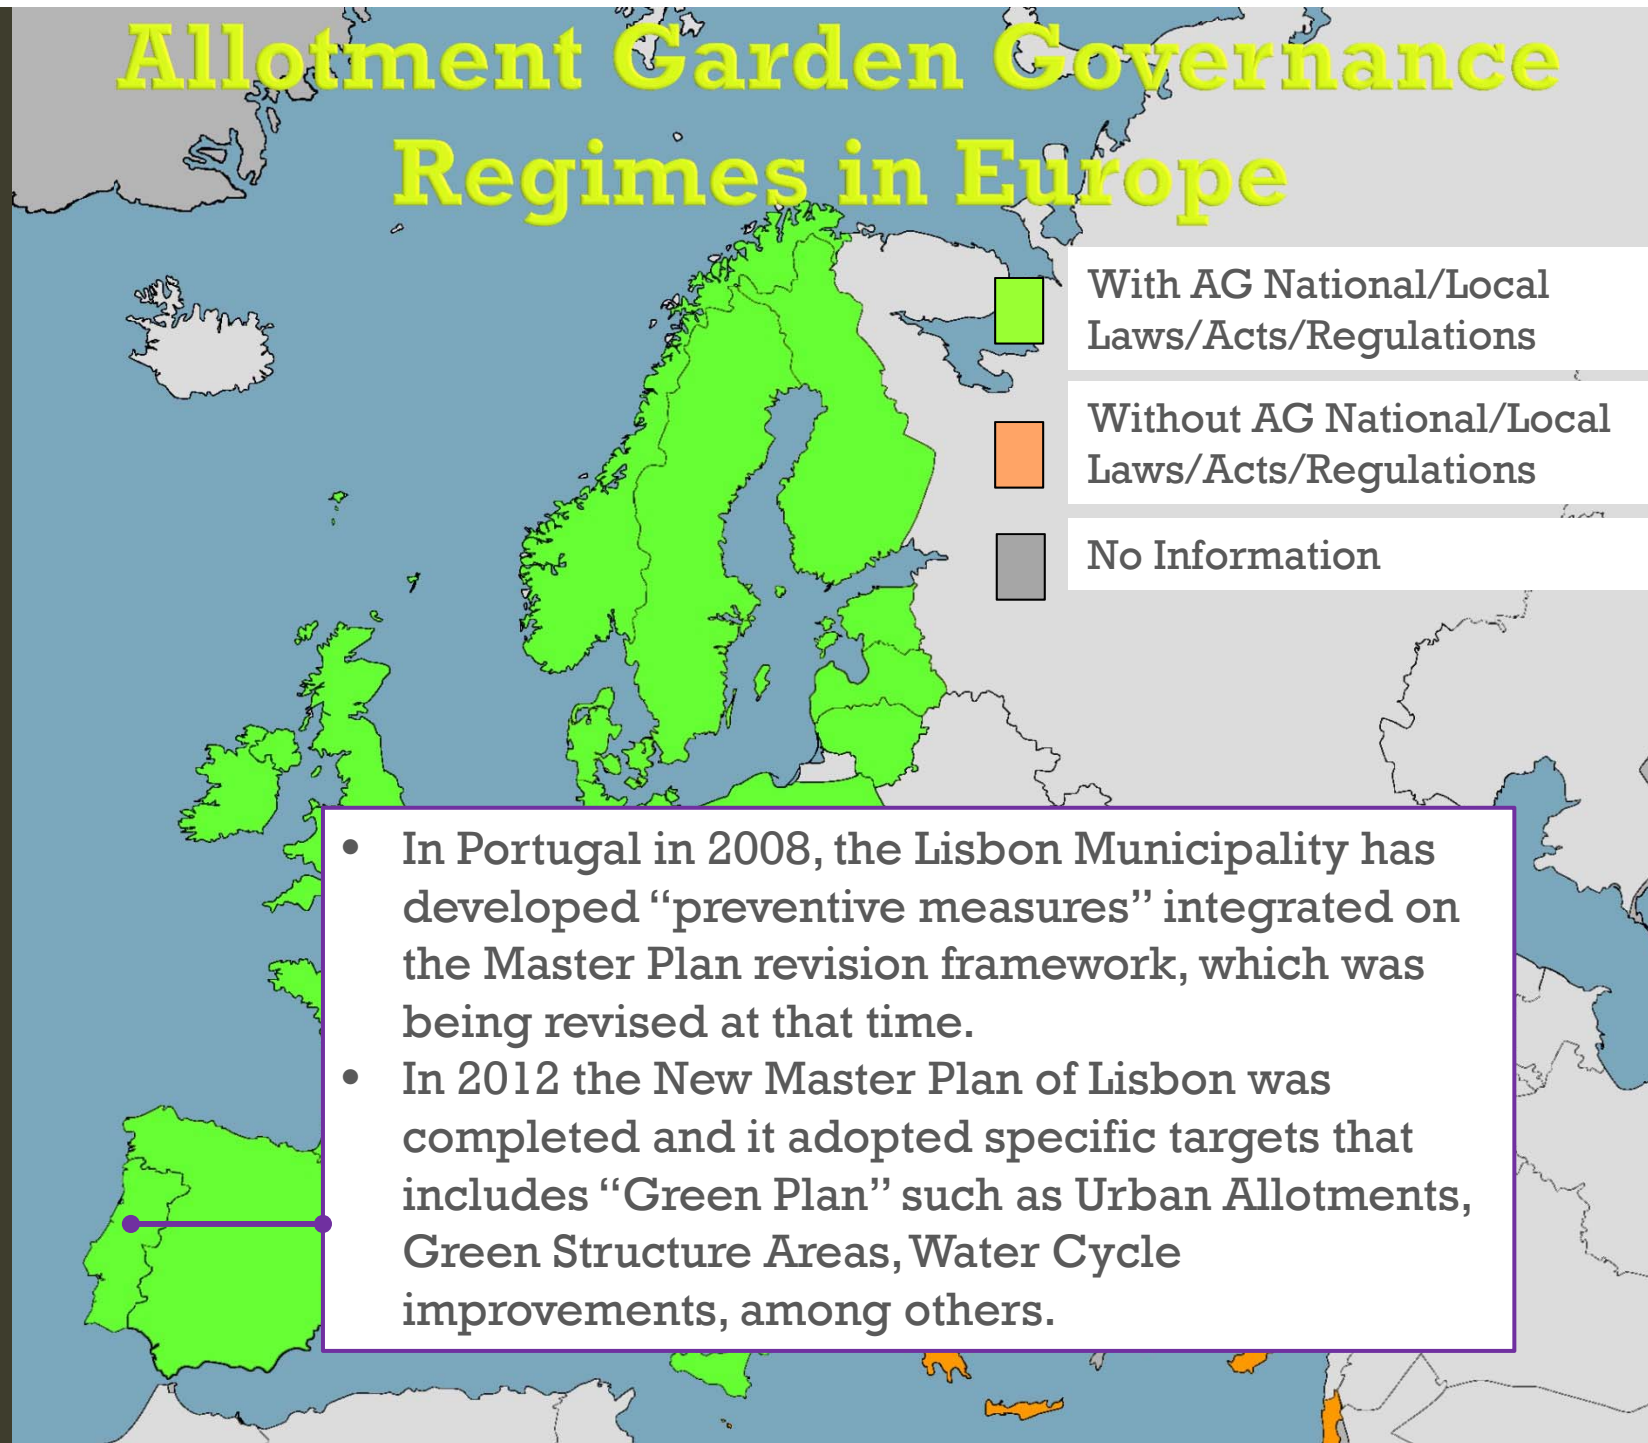 Allotment Garden Governance
Regimes in Europe
With AG National/Local
Laws/Acts/Regulations
Without AG National/Local
Laws/Acts/Regulations
No Information
• In Portugal in 2008, the Lisbon Municipality has
developed “preventive measures” integrated on
the Master Plan revision framework, which was
being revised at that time.
• In 2012 the New Master Plan of Lisbon was
completed and it adopted specific targets that
includes “Green Plan” such as Urban Allotments,
Green Structure Areas, Water Cycle
improvements, among others.